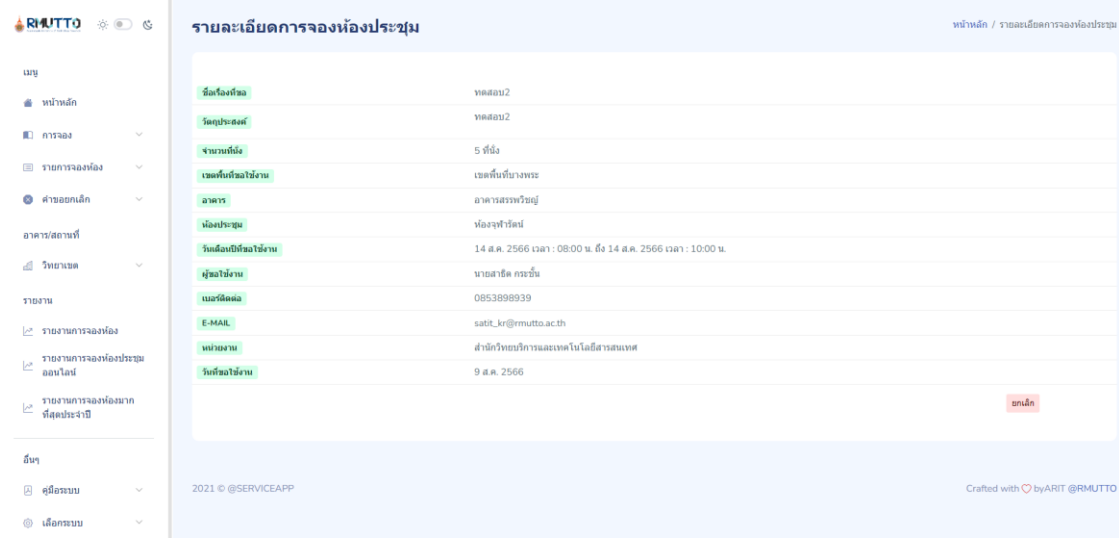 RMUTTO
เมนู
หน้าหลัก
การจอง
รายการจองห้อง
คำขอยกเลิก
อาคาร/สถานที่
วิทยาเขต
รายงาน
รายงานการจองห้อง
รายงานการจองห้องประชุม
ออนไลน์
รายงานการจองห้องมาก
ที่สุดประจำปี
อื่นๆ
คู่มือระบบ
เลือกระบบ
รายละเอียดการจองห้องประชุม
หน้าหลัก / รายละเอียดการจองห้องประชุม
ชื่อเรื่องที่ขอ ทดสอบ2
วัตถุประสงค์ ทดสอบ2
จำนวนที่นั่ง 5 ที่นั่ง
เขตพื้นที่ขอใช้งาน เขตพื้นที่บางพระ
อาคาร อาคารสรรพวิชญ์
ห้องประชุม ห้องจุฬารัตน์
วันเดือนปีที่ขอใช้งาน 14 ส.ค. 2566 เวลา : 08:00 น. ถึง 14 ส.ค. 2566 เวลา : 10:00 น.
ผู้ขอใช้งาน นายสาธิต กระชั้น
เบอร์ติดต่อ 0853898939
E-MAIL satit_kr@rmutto.ac.th
หน่วยงาน สำนักวิทยบริการและเทคโนโลยีสารสนเทศ
วันที่ขอใช้งาน 9 ส.ค. 2566
ยกเลิก
2021 © @SERVICEAPP
Crafted with byARIT @RMUTTO